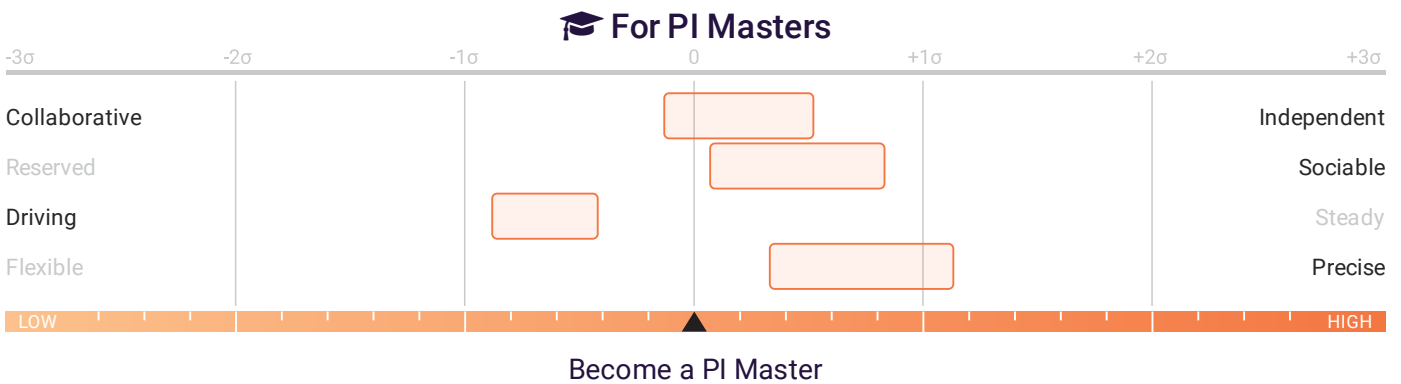 For PI Masters
-3σ -2σ -1σ 0 +1σ +2σ +3σ
Collaborative Independent
Reserved Sociable
Driving Steady
Flexible Precise
LOW HIGH
Become a PI Master